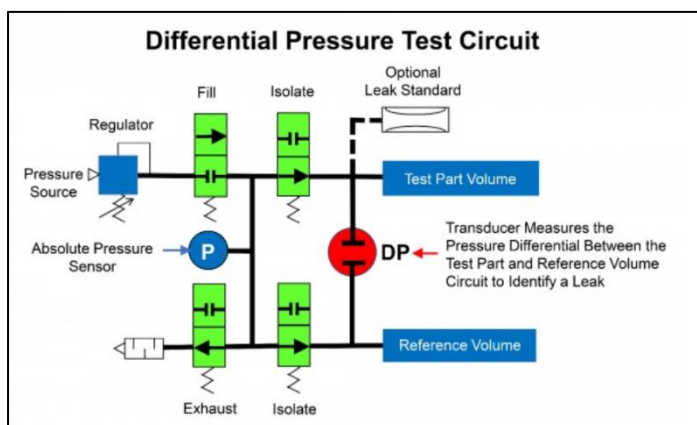 Differential Pressure Test Circuit
Optional
Leak Standard
Fill
Isolate
Regulator
Pressure
Source
Test Part Volume
Absolute Pressure
Sensor
P
DP
Transducer Measures the
Pressure Differential Between the
Test Part and Reference Volume
Circuit to Identify a Leak
Reference Volume
Exhaust
Isolate